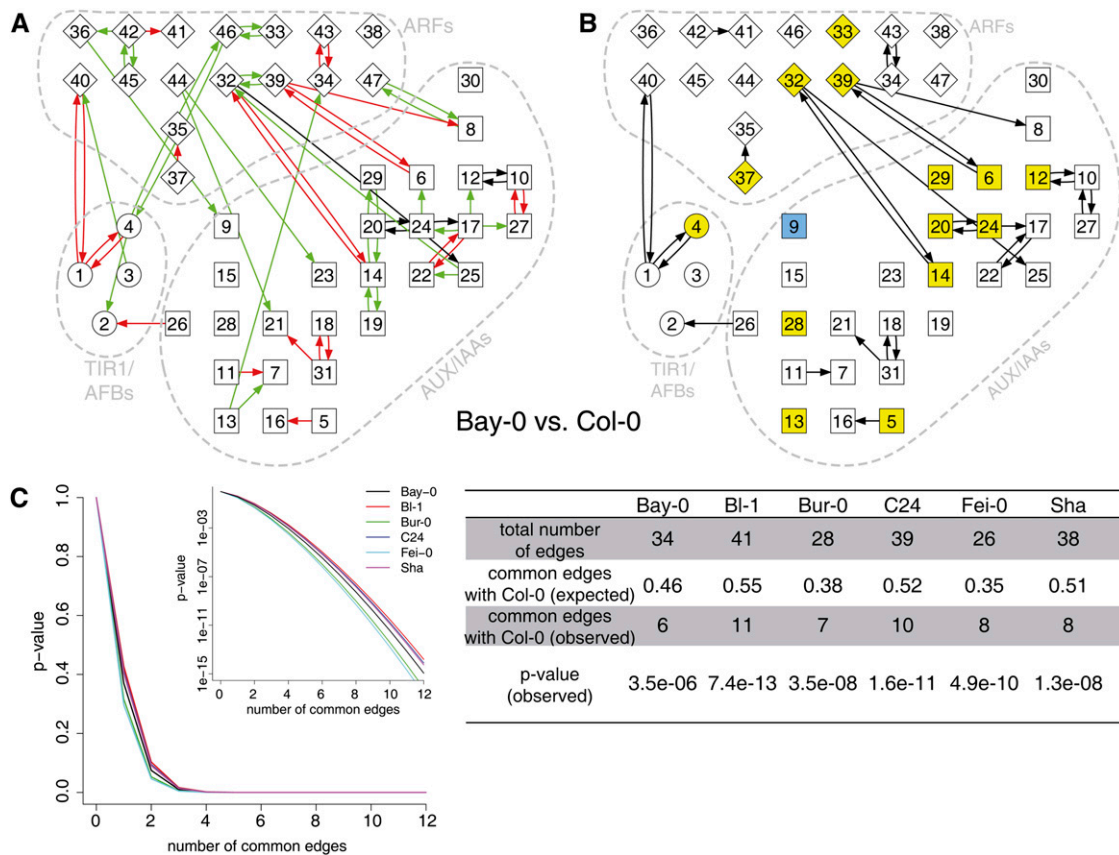 A
36 42 41 46 33 43 38 ARFs
40 45 44 32 39 34 47 30
35 8
37 29 6 12 10
4 9 20 24 17 27
1 3 15 23 14 22 25
2 26 28 21 18 19
TIR1/
AFBs
11 7 31
AUX/IAAs
13 16 5
Bay-0 vs. Col-0
B
36 42 41 46 33 43 38 ARFs
40 45 44 32 39 34 47 30
35 8
37 29 6 12 10
4 9 20 24 17 27
1 3 15 23 14 22 25
2 26 28 21 18 19
TIR1/
AFBs
11 7 31
AUX/IAAs
13 16 5
C
p-value
0.0 0.2 0.4 0.6 0.8 1.0
0 2 4 6 8 10 12
number of common edges
p-value
1e-15 1e-11 1e-07 1e-03
0 2 4 6 8 10 12
number of common edges
Bay-0
Bl-1
Bur-0
C24
Fei-0
Sha
Bay-0 Bl-1 Bur-0 C24 Fei-0 Sha
total number
of edges
34 41 28 39 26 38
common edges
with Col-0 (expected)
0.46 0.55 0.38 0.52 0.35 0.51
common edges
with Col-0 (observed)
6 11 7 10 8 8
p-value
(observed)
3.5e-06 7.4e-13 3.5e-08 1.6e-11 4.9e-10 1.3e-08